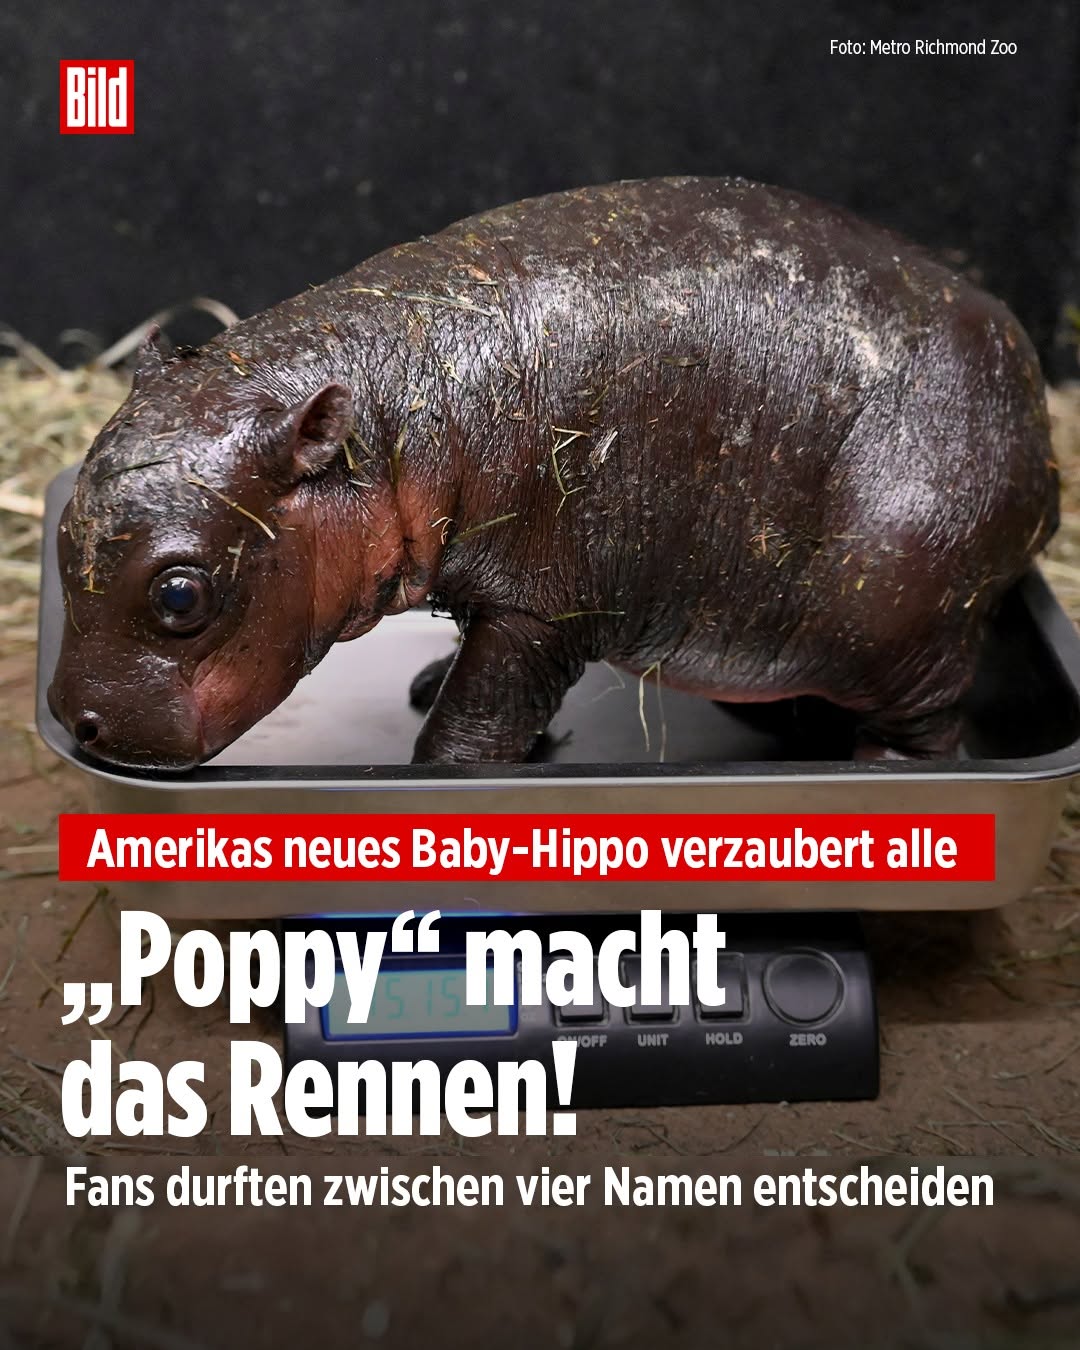 Foto: Metro Richmond Zoo
Bild
Amerikas neues Baby-Hippo verzaubert alle
„Poppy“ macht
das Rennen!
ON/OFF UNIT HOLD ZERO
Fans durften zwischen vier Namen entscheiden